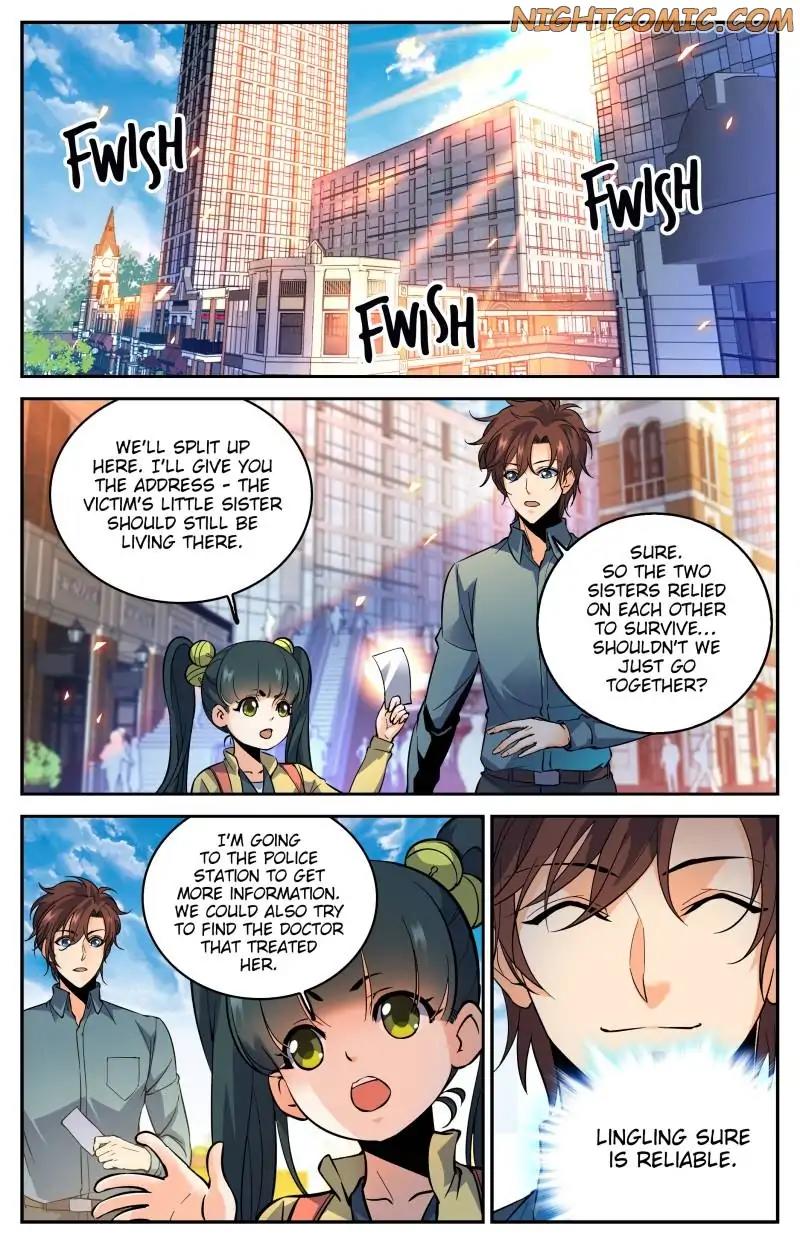 NIGHTCOMIC.COM
FWISH
FWISH
FWISH
WE'LL SPLIT UP
HERE. I'LL GIVE YOU
THE ADDRESS - THE
VICTIM'S LITTLE SISTER
SHOULD STILL BE
LIVING THERE.
SURE.
SO THE TWO
SISTERS RELIED
ON EACH OTHER
TO SURVIVE...
SHOULDN'T WE
JUST GO
TOGETHER?
I'M GOING
TO THE POLICE
STATION TO GET
MORE INFORMATION.
WE COULD ALSO TRY
TO FIND THE DOCTOR
THAT TREATED
HER.
LINGLING SURE
IS RELIABLE.